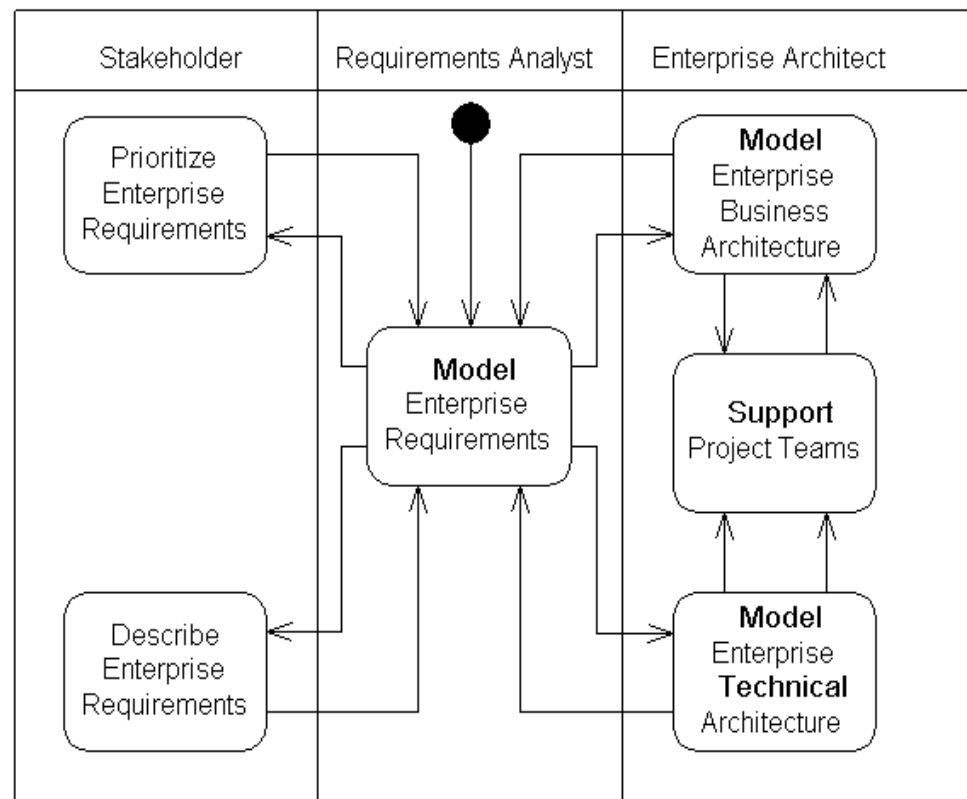 Stakeholder
Requirements Analyst
Enterprise Architect
Prioritize
Enterprise
Requirements
Model
Enterprise
Business
Architecture
Model
Enterprise
Requirements
Support
Project Teams
Describe
Enterprise
Requirements
Model
Enterprise
Technical
Architecture